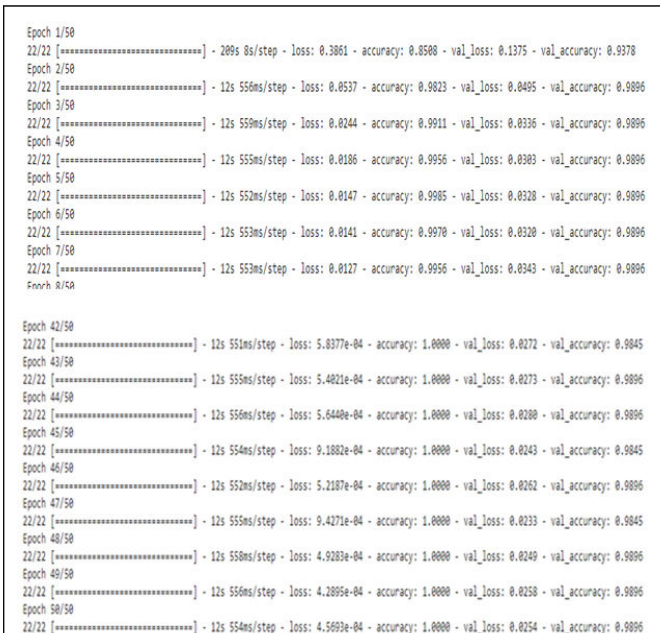 Epoch 1/50
22/22 [==============================] - 209s 8s/step - loss: 0.3861 - accuracy: 0.8508 - val_loss: 0.1375 - val_accuracy: 0.9378
Epoch 2/50
22/22 [==============================] - 12s 556ms/step - loss: 0.0537 - accuracy: 0.9823 - val_loss: 0.0495 - val_accuracy: 0.9896
Epoch 3/50
22/22 [==============================] - 12s 559ms/step - loss: 0.0244 - accuracy: 0.9911 - val_loss: 0.0336 - val_accuracy: 0.9896
Epoch 4/50
22/22 [==============================] - 12s 555ms/step - loss: 0.0186 - accuracy: 0.9956 - val_loss: 0.0303 - val_accuracy: 0.9896
Epoch 5/50
22/22 [==============================] - 12s 552ms/step - loss: 0.0147 - accuracy: 0.9985 - val_loss: 0.0328 - val_accuracy: 0.9896
Epoch 6/50
22/22 [==============================] - 12s 553ms/step - loss: 0.0141 - accuracy: 0.9970 - val_loss: 0.0320 - val_accuracy: 0.9896
Epoch 7/50
22/22 [==============================] - 12s 553ms/step - loss: 0.0127 - accuracy: 0.9956 - val_loss: 0.0343 - val_accuracy: 0.9896
Epoch 8/50
Epoch 42/50
22/22 [==============================] - 12s 551ms/step - loss: 5.8377e-04 - accuracy: 1.0000 - val_loss: 0.0272 - val_accuracy: 0.9845
Epoch 43/50
22/22 [==============================] - 12s 555ms/step - loss: 5.4021e-04 - accuracy: 1.0000 - val_loss: 0.0273 - val_accuracy: 0.9896
Epoch 44/50
22/22 [==============================] - 12s 556ms/step - loss: 5.6440e-04 - accuracy: 1.0000 - val_loss: 0.0280 - val_accuracy: 0.9896
Epoch 45/50
22/22 [==============================] - 12s 554ms/step - loss: 9.1882e-04 - accuracy: 1.0000 - val_loss: 0.0243 - val_accuracy: 0.9845
Epoch 46/50
22/22 [==============================] - 12s 552ms/step - loss: 5.2187e-04 - accuracy: 1.0000 - val_loss: 0.0262 - val_accuracy: 0.9896
Epoch 47/50
22/22 [==============================] - 12s 555ms/step - loss: 9.4271e-04 - accuracy: 1.0000 - val_loss: 0.0233 - val_accuracy: 0.9845
Epoch 48/50
22/22 [==============================] - 12s 558ms/step - loss: 4.9283e-04 - accuracy: 1.0000 - val_loss: 0.0249 - val_accuracy: 0.9896
Epoch 49/50
22/22 [==============================] - 12s 556ms/step - loss: 4.2895e-04 - accuracy: 1.0000 - val_loss: 0.0258 - val_accuracy: 0.9896
Epoch 50/50
22/22 [==============================] - 12s 554ms/step - loss: 4.5693e-04 - accuracy: 1.0000 - val_loss: 0.0254 - val_accuracy: 0.9896